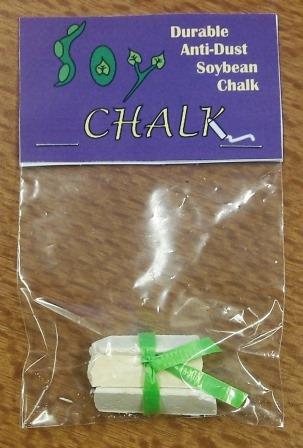 Soy
Durable
Anti-Dust
Soybean
Chalk
CHALK